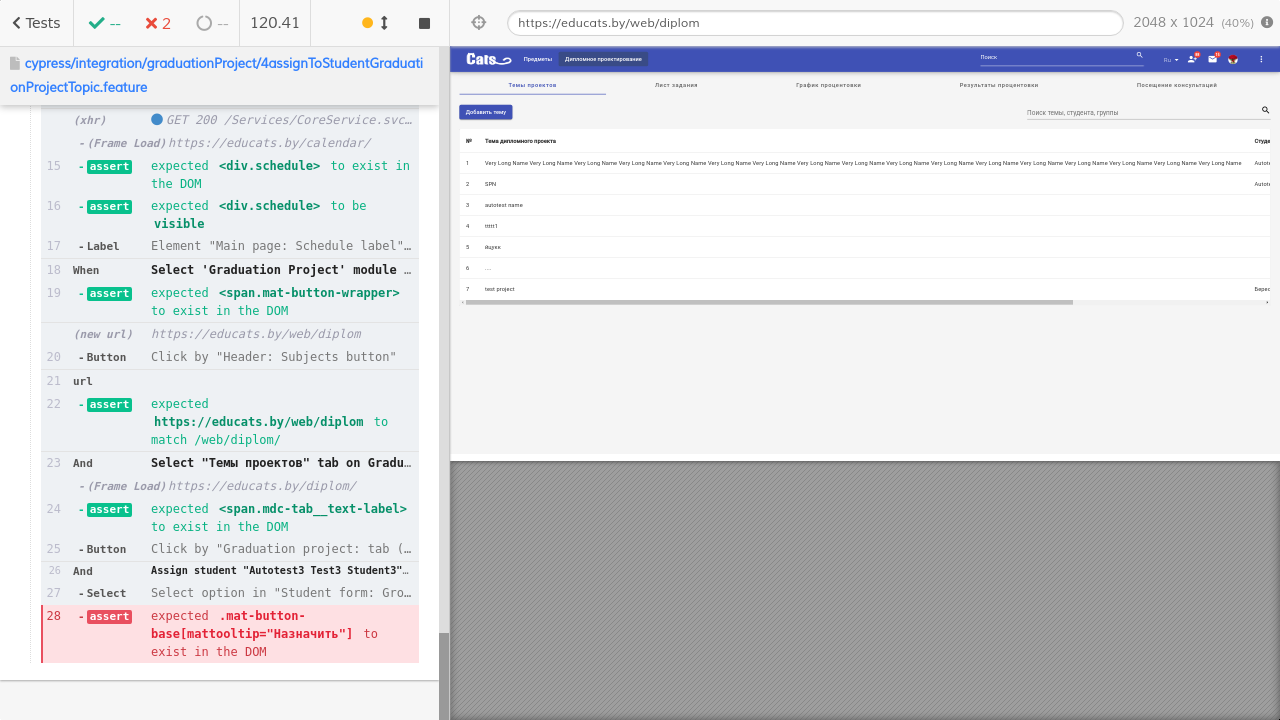 Tests
--
2
--
120.41
https://educats.by/web/diplom
2048 x 1024 (40%)
cypress/integration/graduationProject/4assignToStudentGraduati
onProjectTopic.feature
(xhr) GET 200 /Services/CoreService.svc…
-(Frame Load) https://educats.by/calendar/
15 -assert expected <div.schedule> to exist in
the DOM
16 -assert expected <div.schedule> to be
visible
17 -Label Element "Main page: Schedule label"…
18 When Select 'Graduation Project' module …
19 -assert expected <span.mat-button-wrapper>
to exist in the DOM
(new url) https://educats.by/web/diplom
20 -Button Click by "Header: Subjects button"
21 url
22 -assert expected
https://educats.by/web/diplom to
match /web/diplom/
23 And Select "Темы проектов" tab on Gradu…
-(Frame Load) https://educats.by/diplom/
24 -assert expected <span.mdc-tab__text-label>
to exist in the DOM
25 -Button Click by "Graduation project: tab (…
26 And Assign student "Autotest3 Test3 Student3"…
27 -Select Select option in "Student form: Gro…
28 -assert expected .mat-button-
base[mattooltip="Назначить"] to
exist in the DOM
Cats
Предметы
Дипломное проектирование
Поиск
Ru
Темы проектов
Лист задания
График процентовки
Результаты процентовки
Посещение консультаций
Добавить тему
Поиск темы, студента, группы
№ Тема дипломного проекта Студе
1 Very Long Name Very Long Name Very Long Name Very Long Name Very Long Name Very Long Name Very Long Name Very Long Name Very Long Name Very Long Name Very Long Name Very Long Name Very Long Name Very Long Name Very Long Name Very Long Name Very Long Name Autote
2 SPN Autote
3 autotest name
4 ttttt1
5 йцукк
6 ....
7 test project Берес